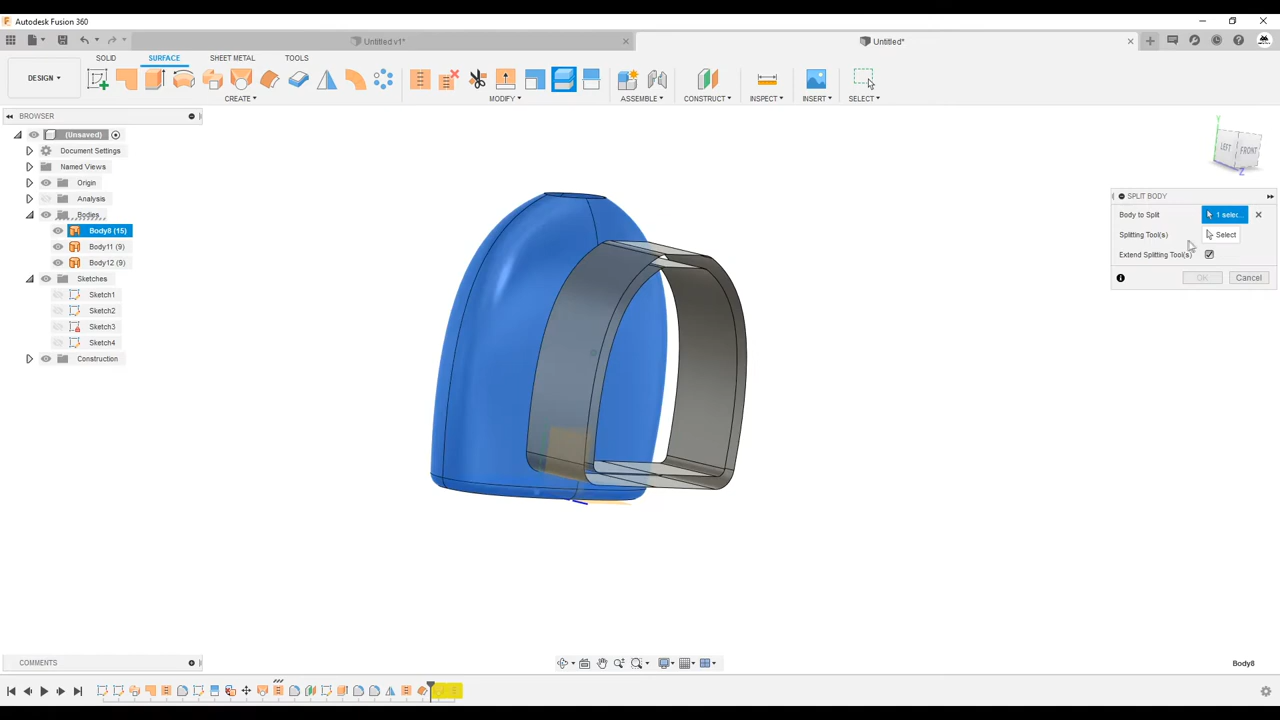 Autodesk Fusion 360
Untitled v1*
Untitled*
SOLID SURFACE SHEET METAL TOOLS
DESIGN
CREATE MODIFY ASSEMBLE CONSTRUCT INSPECT INSERT SELECT
BROWSER
(Unsaved)
Document Settings
Named Views
Origin
Analysis
Bodies
Body8 (15)
Body11 (9)
Body12 (9)
Sketches
Sketch1
Sketch2
Sketch3
Sketch4
Construction
Y
LEFT FRONT
Z
SPLIT BODY
Body to Split 1 selec...
Splitting Tool(s) Select
Extend Splitting Tool(s)
OK Cancel
COMMENTS
Body8